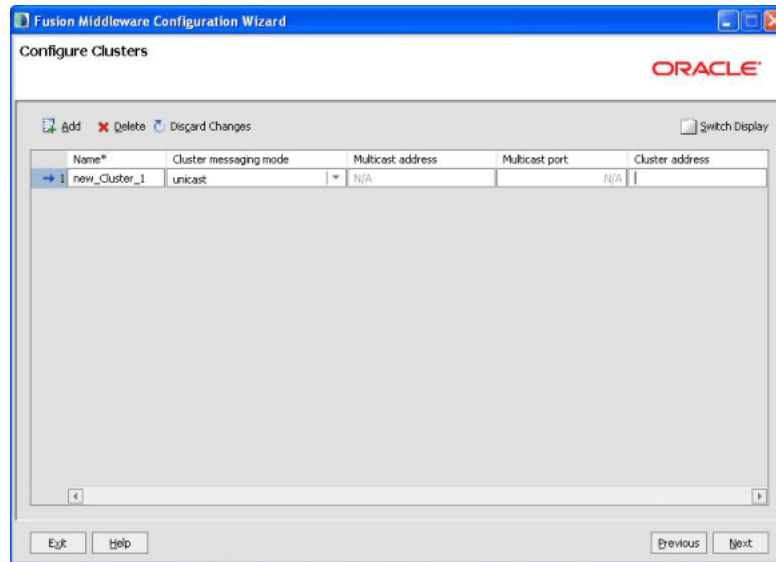 Fusion Middleware Configuration Wizard
Configure Clusters
ORACLE
Add Delete Discard Changes Switch Display
Name* Cluster messaging mode Multicast address Multicast port Cluster address
1 new_Cluster_1 unicast N/A N/A
Exit Help Previous Next